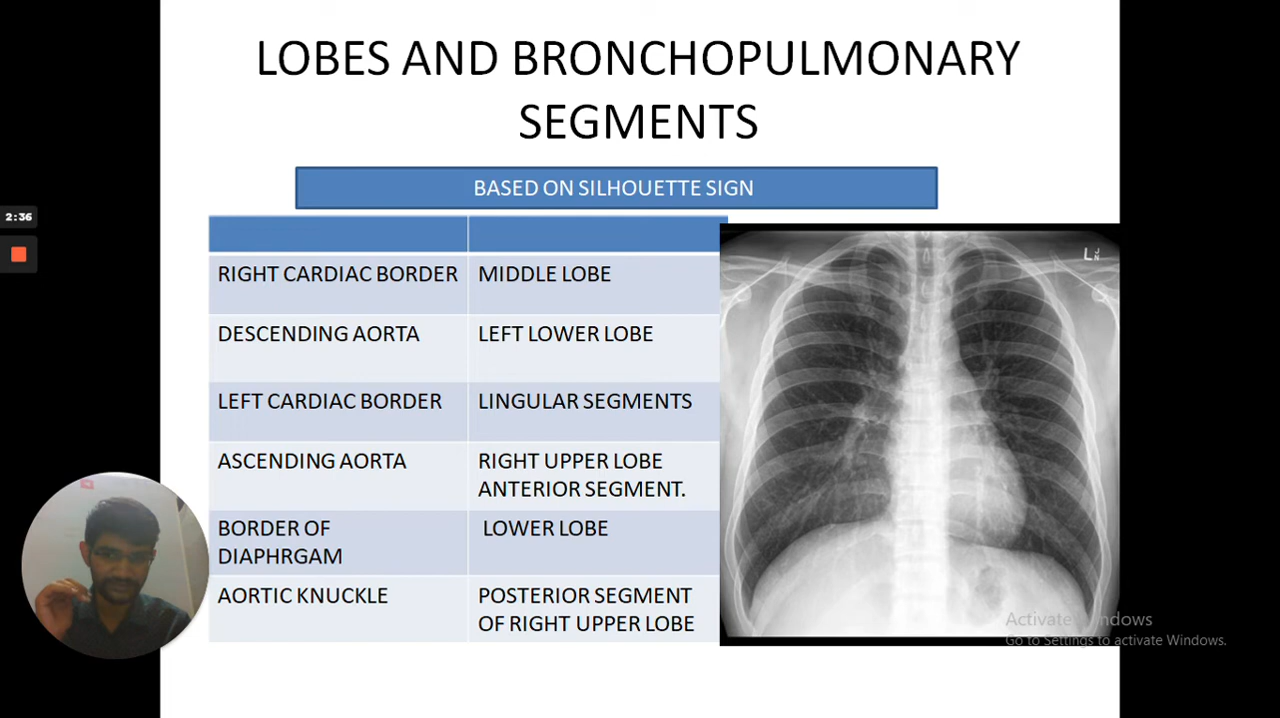 LOBES AND BRONCHOPULMONARY
SEGMENTS
BASED ON SILHOUETTE SIGN
2:36
RIGHT CARDIAC BORDER MIDDLE LOBE
DESCENDING AORTA LEFT LOWER LOBE
LEFT CARDIAC BORDER LINGULAR SEGMENTS
ASCENDING AORTA RIGHT UPPER LOBE
ANTERIOR SEGMENT.
BORDER OF LOWER LOBE
DIAPHRGAM
AORTIC KNUCKLE POSTERIOR SEGMENT
OF RIGHT UPPER LOBE
L
Activate Windows
Go to Settings to activate Windows.